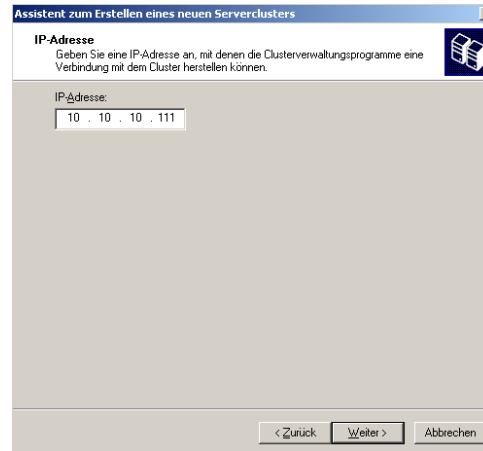 Assistent zum Erstellen eines neuen Serverclusters
IP-Adresse
Geben Sie eine IP-Adresse an, mit denen die Clusterverwaltungsprogramme eine
Verbindung mit dem Cluster herstellen können.
IP-Adresse:
10 . 10 . 10 . 111
< Zurück Weiter > Abbrechen